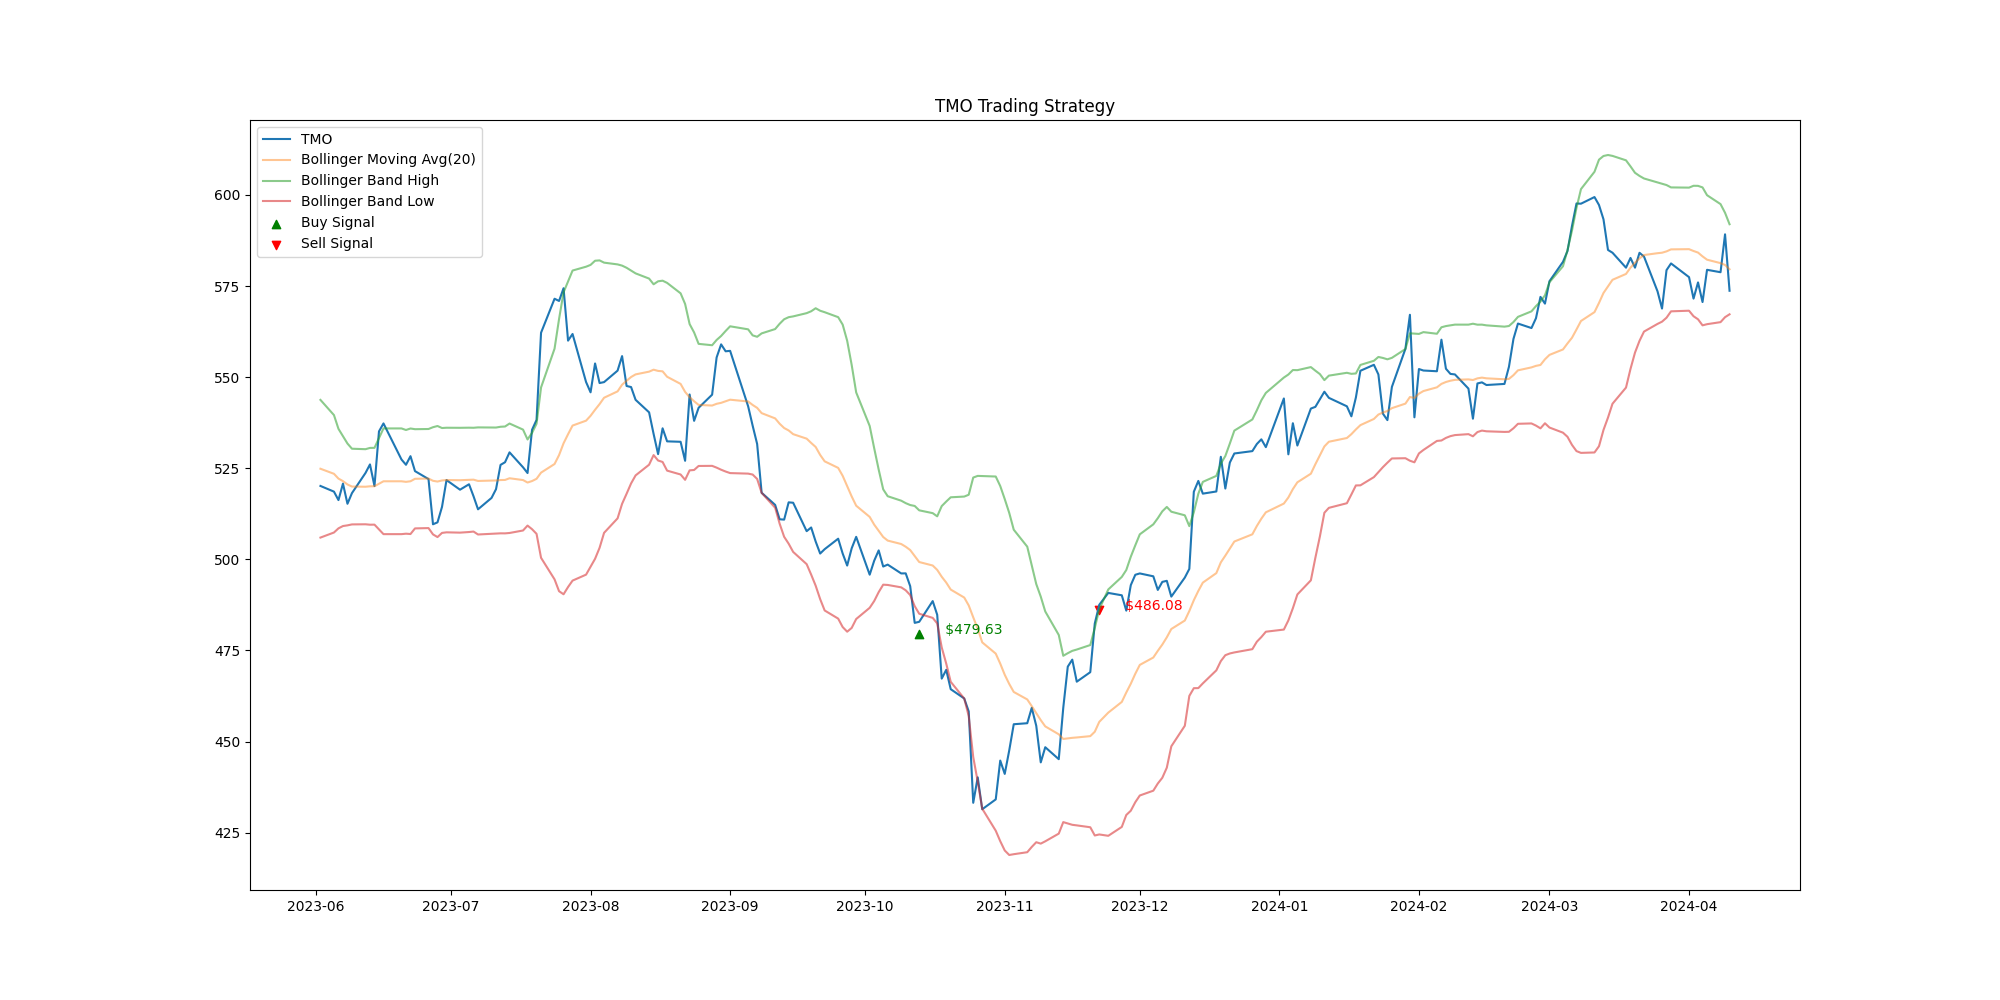 TMO Trading Strategy
TMO
Bollinger Moving Avg(20)
Bollinger Band High
Bollinger Band Low
Buy Signal
Sell Signal
600
575
550
525
500
475
450
425
$486.08
$479.63
2023-06 2023-07 2023-08 2023-09 2023-10 2023-11 2023-12 2024-01 2024-02 2024-03 2024-04